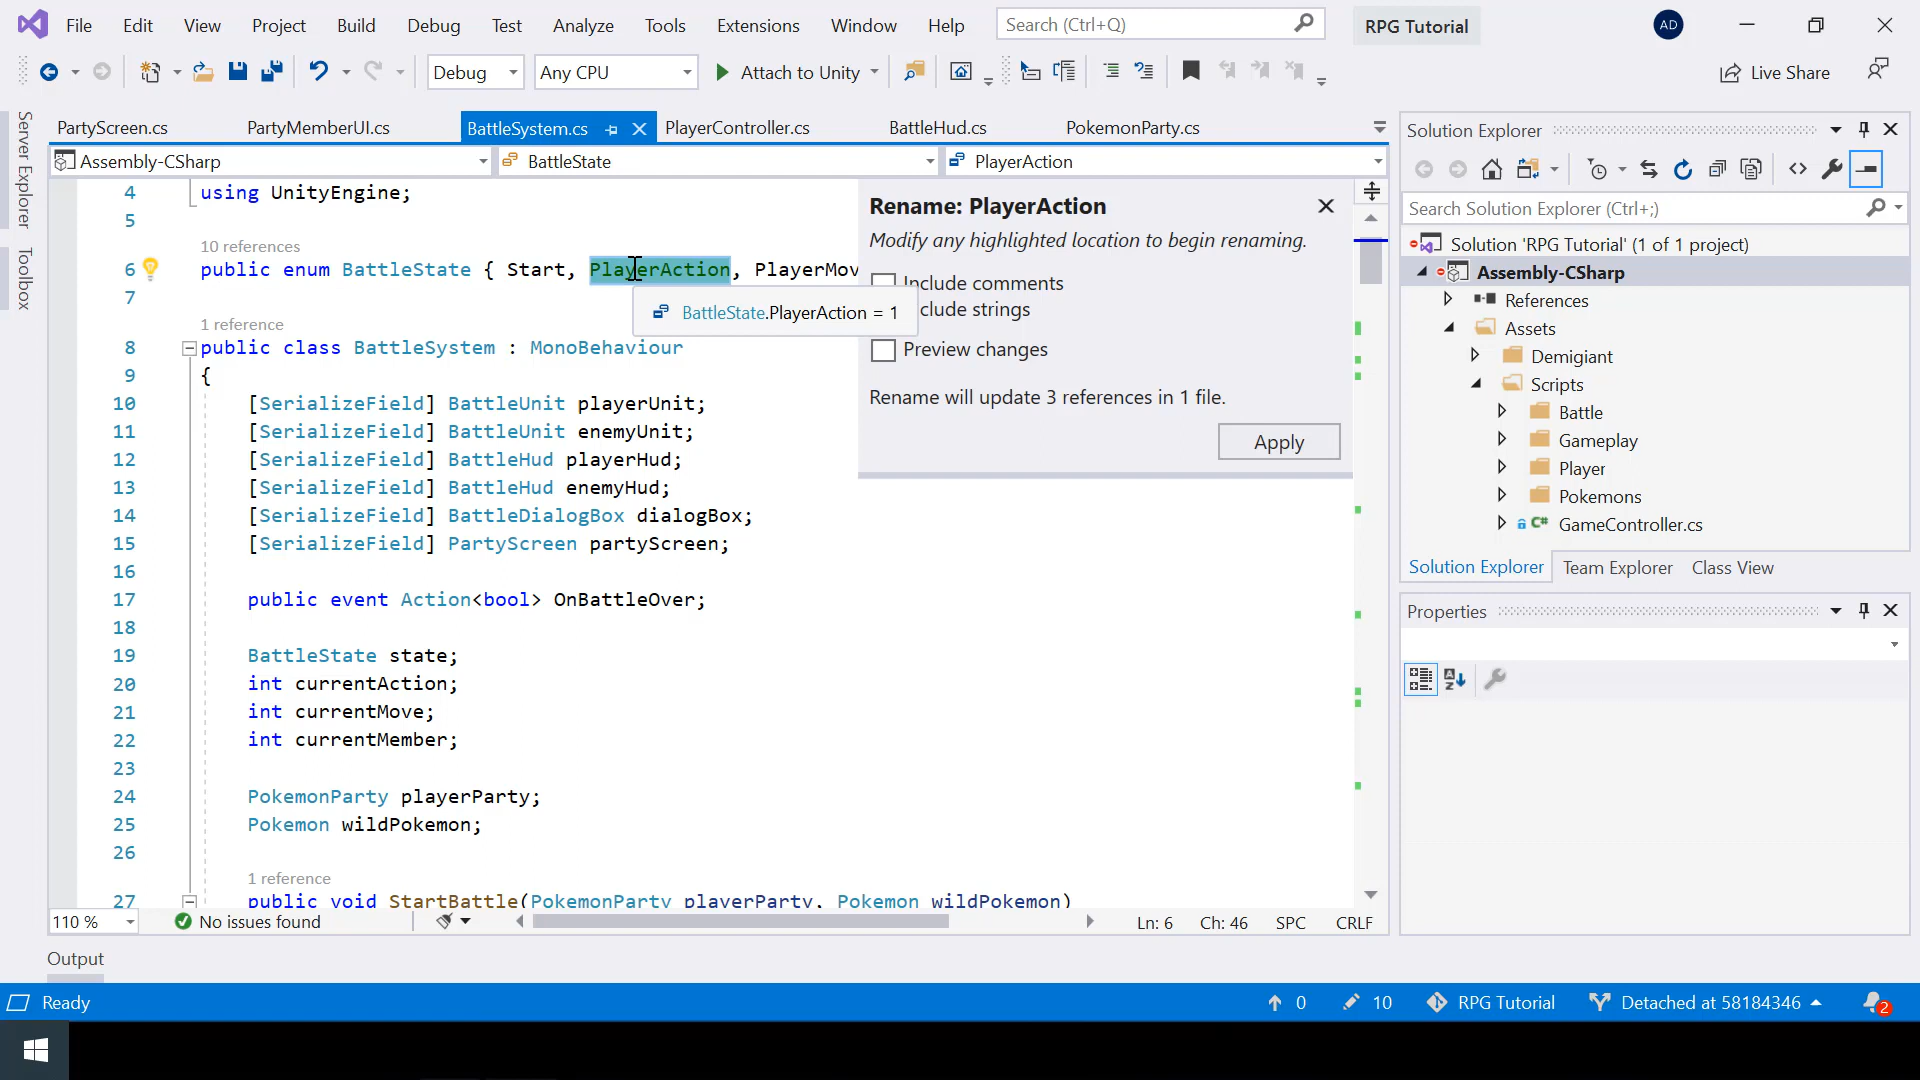 File Edit View Project Build Debug Test Analyze Tools Extensions Window Help Search (Ctrl+Q) RPG Tutorial AD
Debug Any CPU Attach to Unity Live Share
Server Explorer
Toolbox
PartyScreen.cs PartyMemberUI.cs BattleSystem.cs PlayerController.cs BattleHud.cs PokemonParty.cs
Assembly-CSharp BattleState PlayerAction
4 using UnityEngine;
5
10 references
6 public enum BattleState { Start, PlayerAction, PlayerMov
7
BattleState.PlayerAction = 1
1 reference
8 public class BattleSystem : MonoBehaviour
9 {
10 [SerializeField] BattleUnit playerUnit;
11 [SerializeField] BattleUnit enemyUnit;
12 [SerializeField] BattleHud playerHud;
13 [SerializeField] BattleHud enemyHud;
14 [SerializeField] BattleDialogBox dialogBox;
15 [SerializeField] PartyScreen partyScreen;
16
17 public event Action<bool> OnBattleOver;
18
19 BattleState state;
20 int currentAction;
21 int currentMove;
22 int currentMember;
23
24 PokemonParty playerParty;
25 Pokemon wildPokemon;
26
1 reference
27 public void StartBattle(PokemonParty playerParty, Pokemon wildPokemon)
Rename: PlayerAction
Modify any highlighted location to begin renaming.
Include comments
clude strings
Preview changes
Rename will update 3 references in 1 file.
Apply
110 % No issues found Ln: 6 Ch: 46 SPC CRLF
Solution Explorer
Search Solution Explorer (Ctrl+;)
Solution 'RPG Tutorial' (1 of 1 project)
Assembly-CSharp
References
Assets
Demigiant
Scripts
Battle
Gameplay
Player
Pokemons
C# GameController.cs
Solution Explorer Team Explorer Class View
Properties
Output
Ready 0 10 RPG Tutorial Detached at 58184346 2